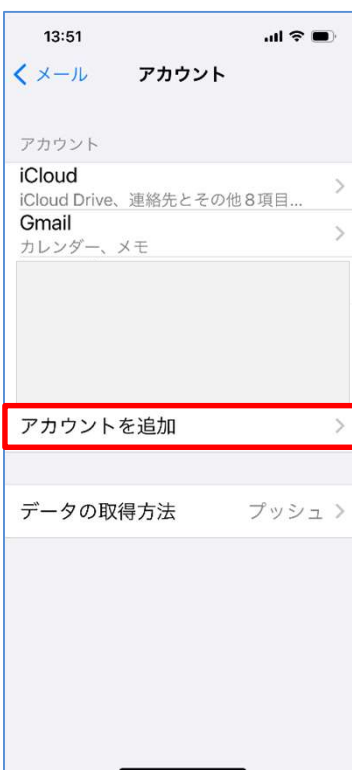 13:51
メール
アカウント
アカウント
iCloud
iCloud Drive、連絡先とその他８項目...
Gmail
カレンダー、メモ
アカウントを追加
データの取得方法 プッシュ